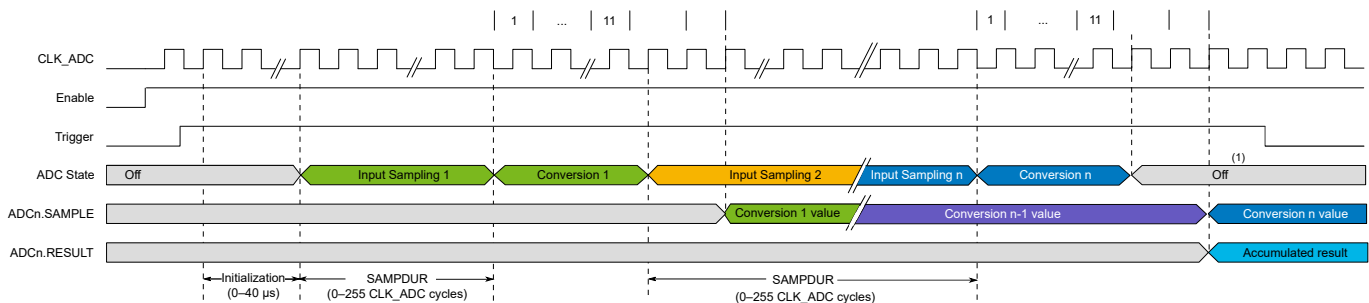 1 ... 11 1 ... 11
CLK_ADC
Enable
Trigger
(1)
ADC State Off Input Sampling 1 Conversion 1 Input Sampling 2 Input Sampling n Conversion n Off
ADCn.SAMPLE Conversion 1 value Conversion n-1 value Conversion n value
ADCn.RESULT Accumulated result
Initialization SAMPDUR SAMPDUR
(0–40 µs) (0–255 CLK_ADC cycles) (0–255 CLK_ADC cycles)